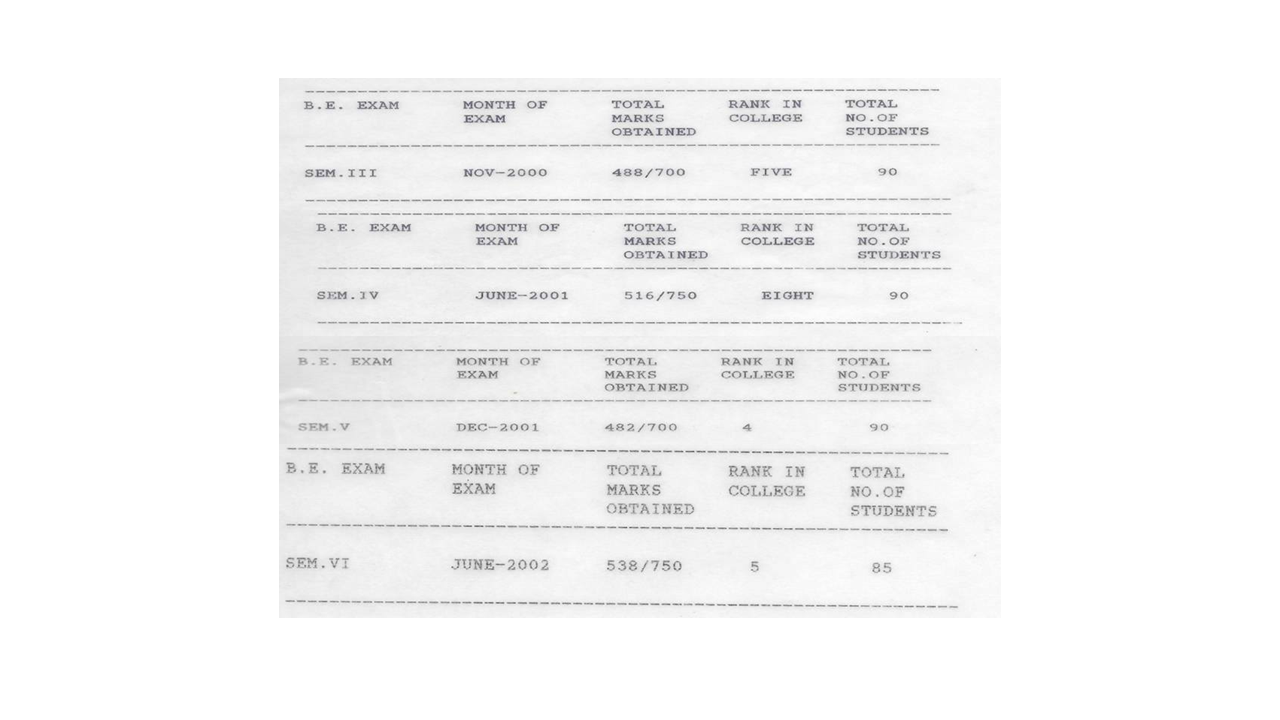 B.E. EXAM MONTH OF TOTAL RANK IN TOTAL
EXAM MARKS COLLEGE NO.OF
OBTAINED STUDENTS
SEM.III NOV-2000 488/700 FIVE 90
B.E. EXAM MONTH OF TOTAL RANK IN TOTAL
EXAM MARKS COLLEGE NO.OF
OBTAINED STUDENTS
SEM.IV JUNE-2001 516/750 EIGHT 90
B.E. EXAM MONTH OF TOTAL RANK IN TOTAL
EXAM MARKS COLLEGE NO.OF
OBTAINED STUDENTS
SEM.V DEC-2001 482/700 4 90
B.E. EXAM MONTH OF TOTAL RANK IN TOTAL
EXAM MARKS COLLEGE NO.OF
OBTAINED STUDENTS
SEM.VI JUNE-2002 538/750 5 85